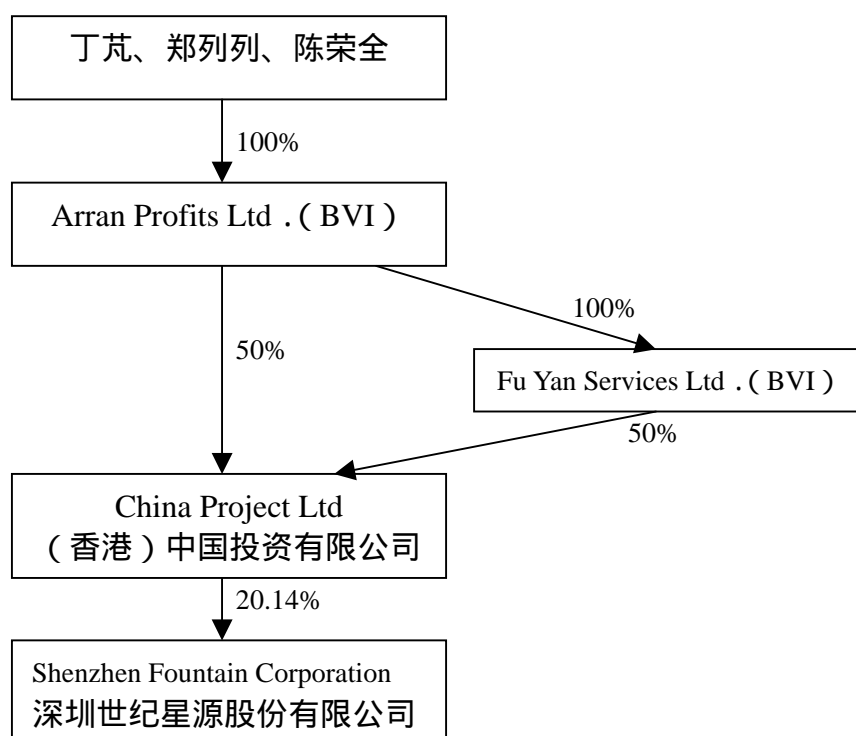 丁芃、郑列列、陈荣全
100%
Arran Profits Ltd .（BVI）
100%
50%
Fu Yan Services Ltd .（BVI）
50%
China Project Ltd
（香港）中国投资有限公司
20.14%
Shenzhen Fountain Corporation
深圳世纪星源股份有限公司